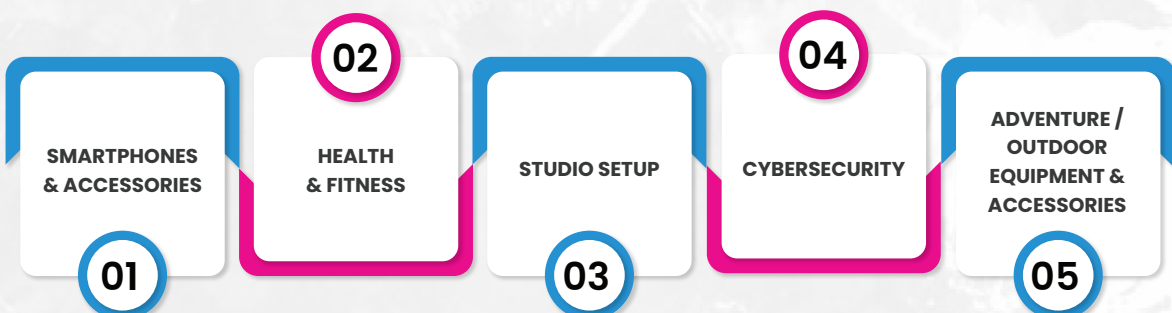 01
SMARTPHONES
& ACCESSORIES
02
HEALTH
& FITNESS
03
STUDIO SETUP
04
CYBERSECURITY
05
ADVENTURE /
OUTDOOR
EQUIPMENT &
ACCESSORIES